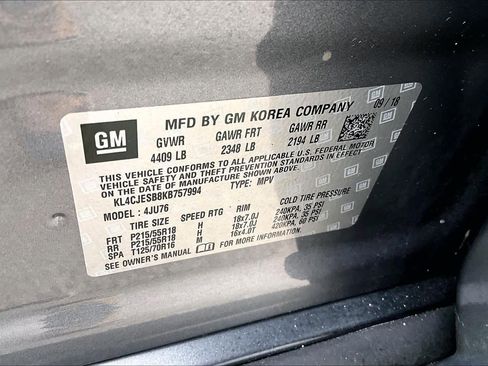 GM
MFD BY GM KOREA COMPANY 09/18
GVWR GAWR FRT GAWR RR
4409 LB 2348 LB 2194 LB
THIS VEHICLE CONFORMS TO ALL APPLICABLE U.S. FEDERAL MOTOR
VEHICLE SAFETY, BUMPER, AND THEFT PREVENTION STANDARDS IN
EFFECT ON THE DATE OF MANUFACTURE SHOWN ABOVE.
KL4CJESB8KB757994 TYPE: MPV
MODEL: 4JU76
TIRE SIZE SPEED RTG RIM COLD TIRE PRESSURE
FRT P215/55R18 H 18x7.0J 240KPA, 35 PSI
RR P215/55R18 H 18x7.0J 240KPA, 35 PSI
SPA T125/70R16 M 16x4.0T 420KPA, 60 PSI
SEE OWNER'S MANUAL FOR MORE INFORMATION.